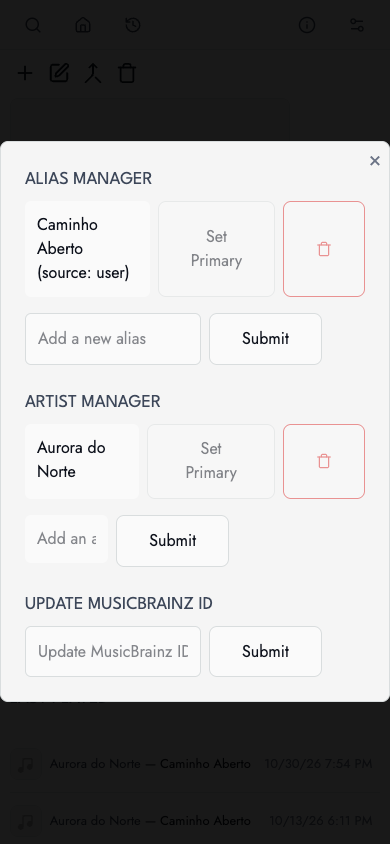 ALIAS MANAGER
Caminho
Aberto
(source: user)
Set
Primary
Add a new alias
Submit
ARTIST MANAGER
Aurora do
Norte
Set
Primary
Add an a
Submit
UPDATE MUSICBRAINZ ID
Update MusicBrainz ID
Submit
Aurora do Norte — Caminho Aberto 10/30/26 7:54 PM
Aurora do Norte — Caminho Aberto 10/13/26 6:11 PM